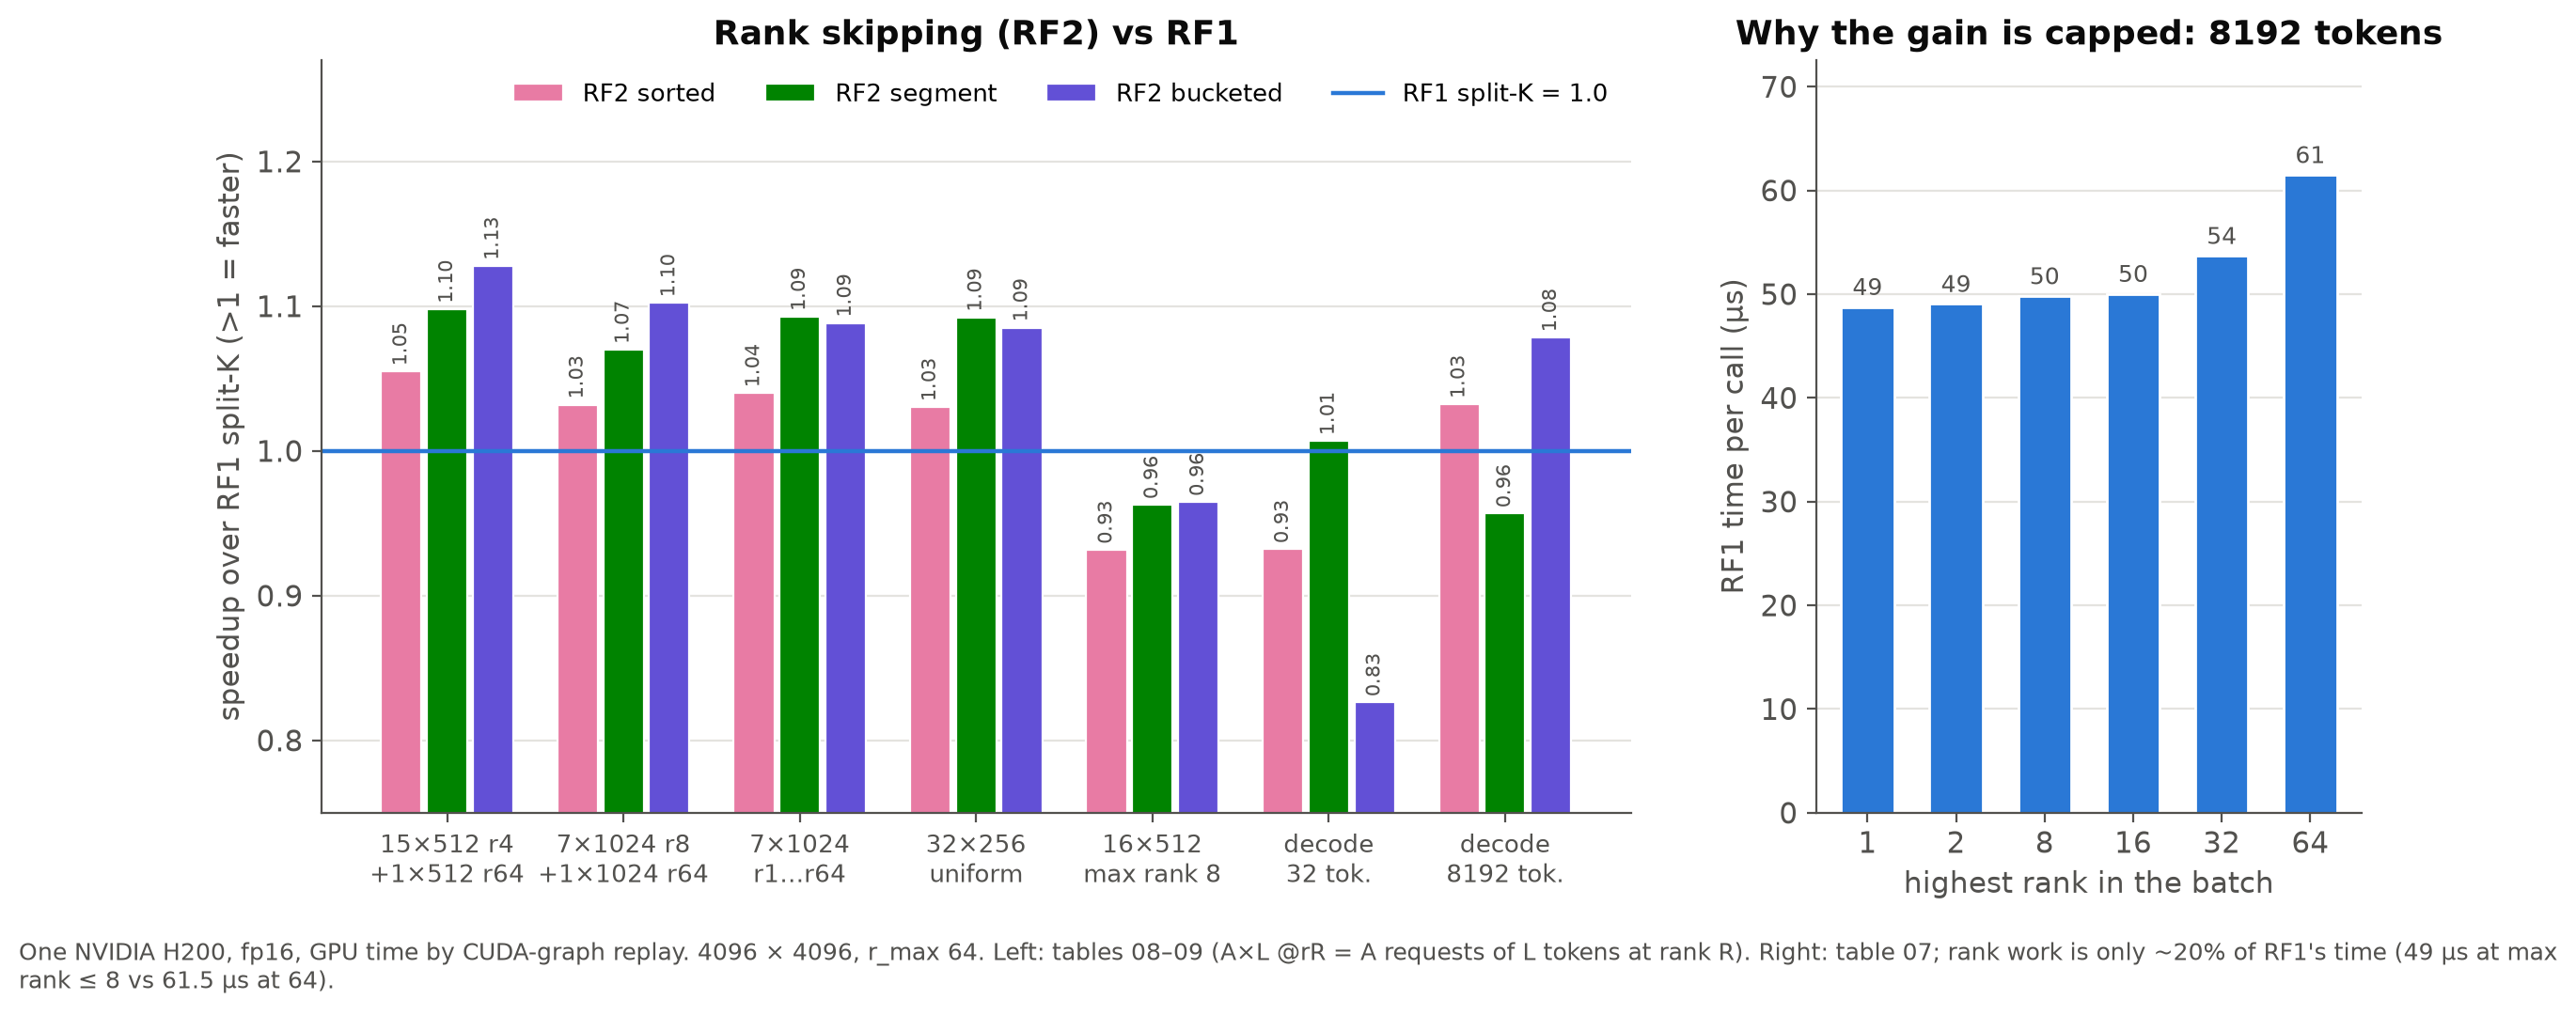 Rank skipping (RF2) vs RF1
RF2 sorted
RF2 segment
RF2 bucketed
RF1 split-K = 1.0
speedup over RF1 split-K (>1 = faster)
1.2
1.1
1.0
0.9
0.8
1.05
1.10
1.13
1.03
1.07
1.10
1.04
1.09
1.09
1.03
1.09
1.09
0.93
0.96
0.96
0.93
1.01
0.83
1.03
0.96
1.08
15×512 r4
+1×512 r64
7×1024 r8
+1×1024 r64
7×1024
r1...r64
32×256
uniform
16×512
max rank 8
decode
32 tok.
decode
8192 tok.
Why the gain is capped: 8192 tokens
RF1 time per call (µs)
70
60
50
40
30
20
10
0
49
49
50
50
54
61
1
2
8
16
32
64
highest rank in the batch
One NVIDIA H200, fp16, GPU time by CUDA-graph replay. 4096 × 4096, r_max 64. Left: tables 08–09 (A×L @rR = A requests of L tokens at rank R). Right: table 07; rank work is only ~20% of RF1's time (49 µs at max
rank ≤ 8 vs 61.5 µs at 64).